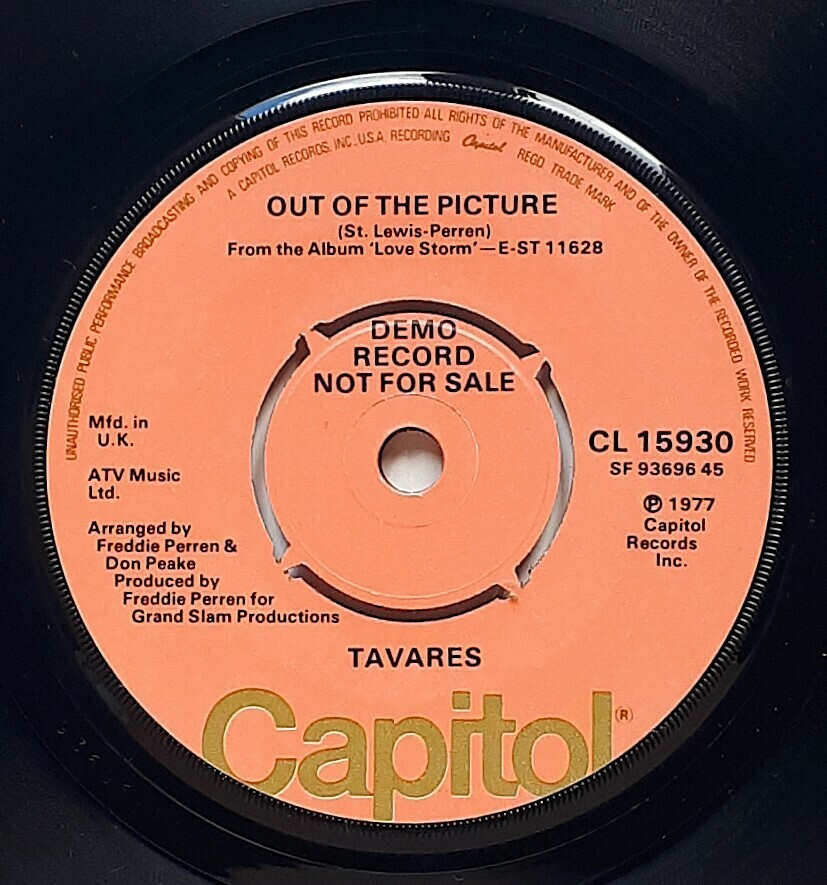 UNAUTHORISED PUBLIC PERFORMANCE BROADCASTING AND COPYING OF THIS RECORD PROHIBITED ALL RIGHTS OF THE MANUFACTURER AND OF THE OWNER OF THE RECORDED WORK RESERVED
A CAPITOL RECORDS, INC. U.S.A. RECORDING Capitol REGD TRADE MARK
OUT OF THE PICTURE
(St. Lewis-Perren)
From the Album 'Love Storm'—E-ST 11628
DEMO
RECORD
NOT FOR SALE
Mfd. in
U.K.
ATV Music
Ltd.
Arranged by
Freddie Perren &
Don Peake
Produced by
Freddie Perren for
Grand Slam Productions
CL 15930
SF 93696 45
℗ 1977
Capitol
Records
Inc.
TAVARES
Capitol®